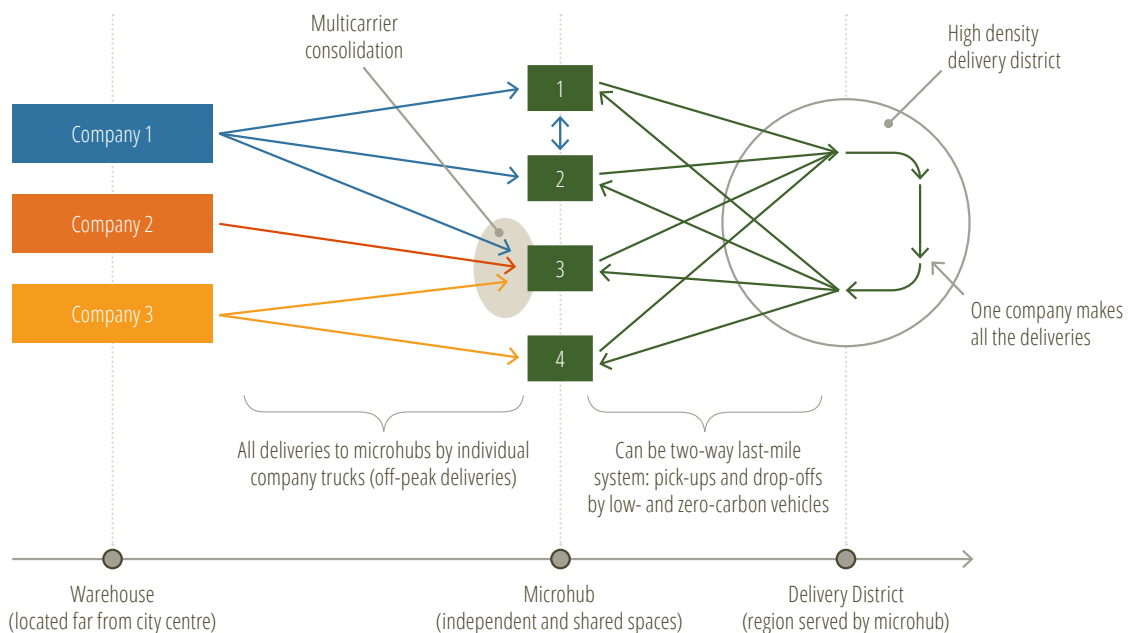 Multicarrier
consolidation
High density
delivery district
Company 1
Company 2
Company 3
1
2
3
4
One company makes
all the deliveries
All deliveries to microhubs by individual
company trucks (off-peak deliveries)
Can be two-way last-mile
system: pick-ups and drop-offs
by low- and zero-carbon vehicles
Warehouse
(located far from city centre)
Microhub
(independent and shared spaces)
Delivery District
(region served by microhub)